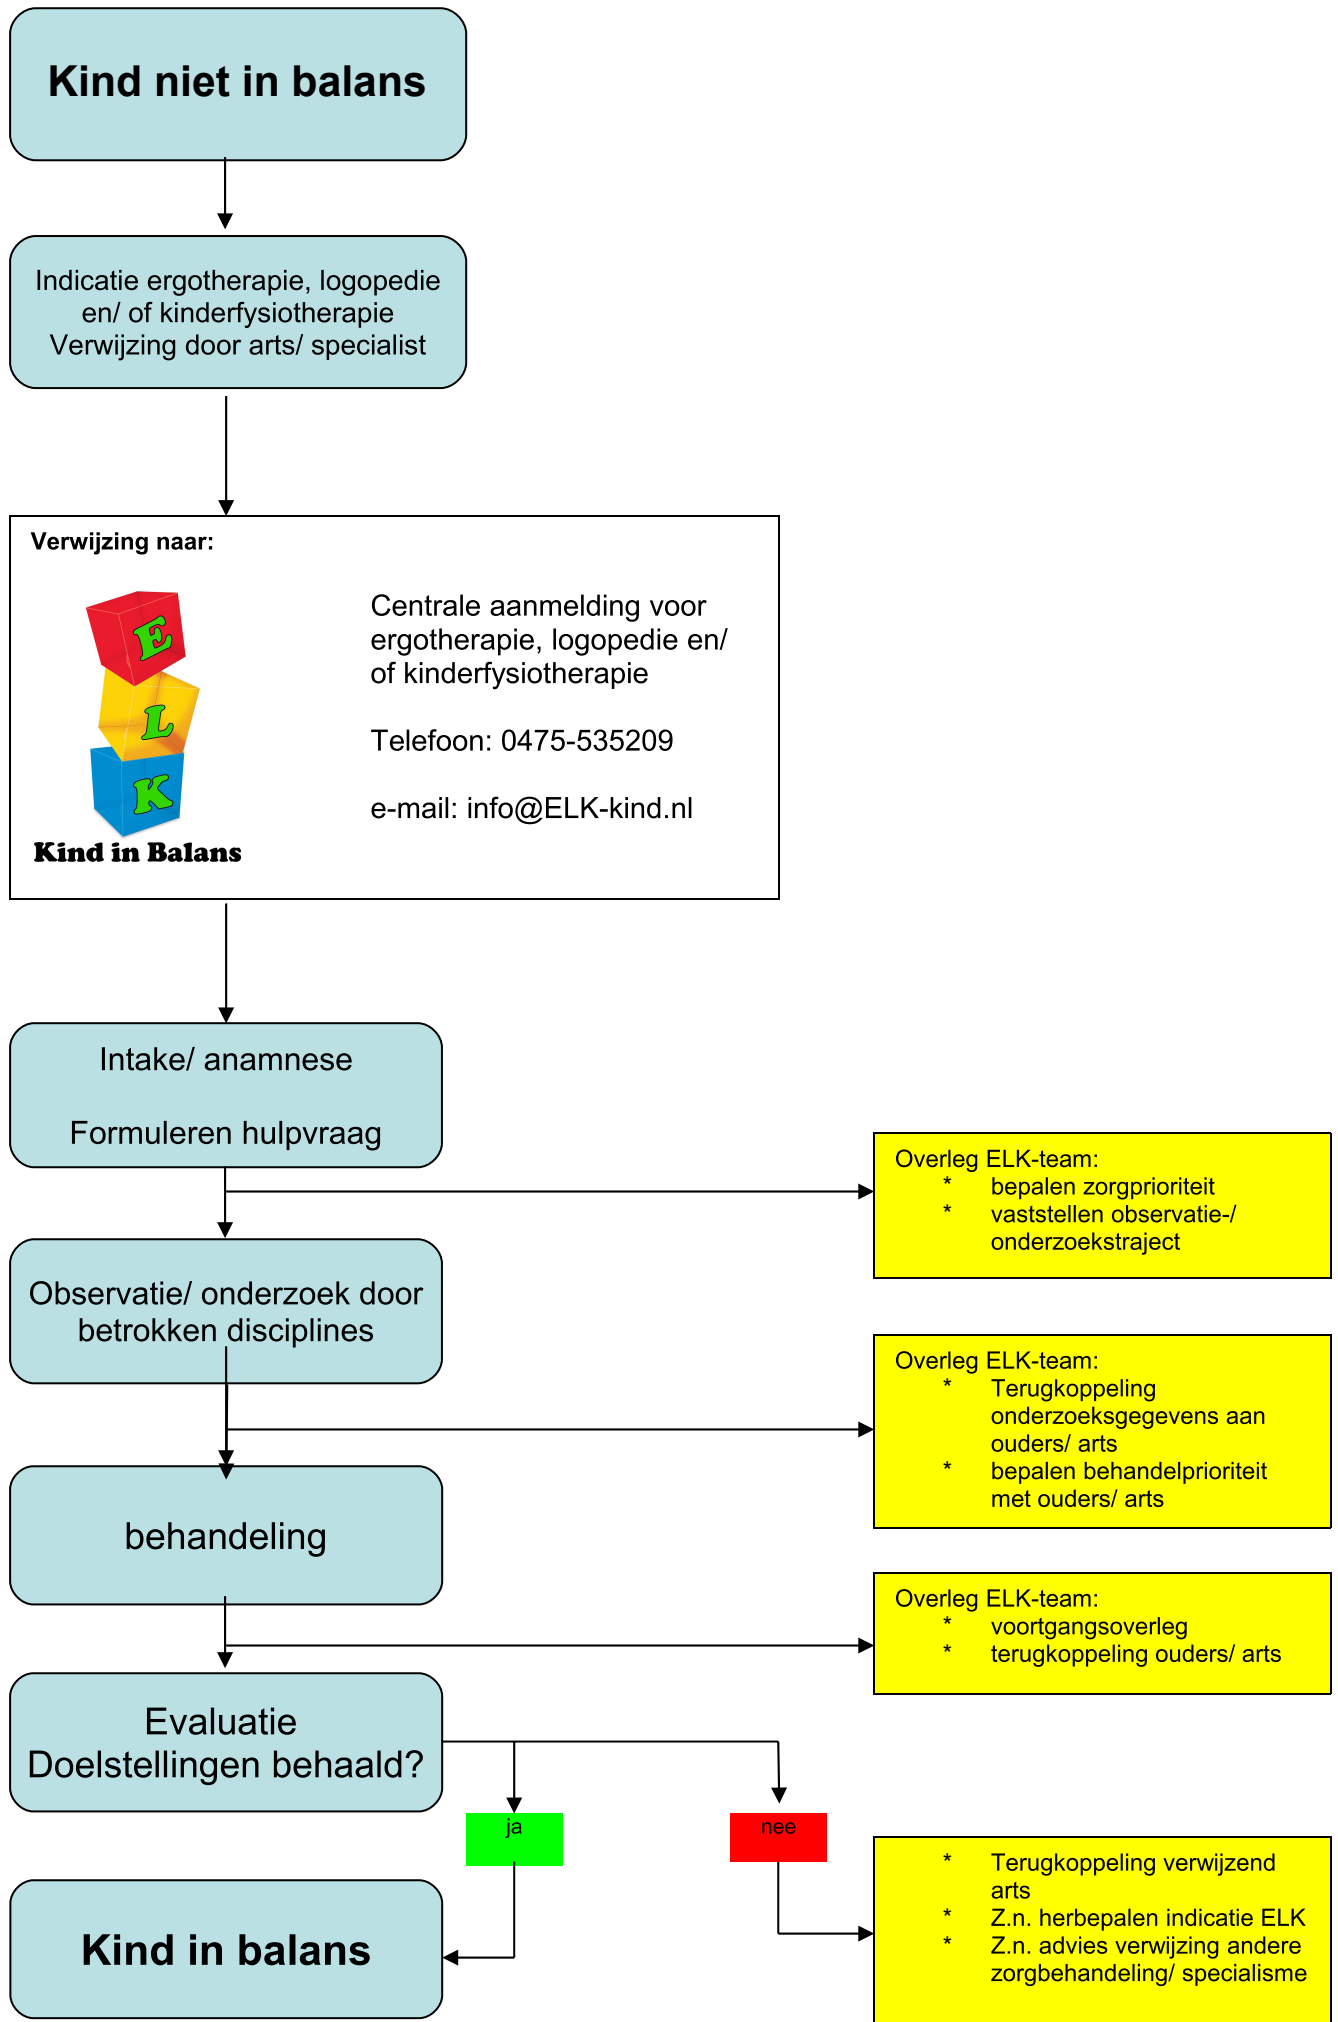 Kind niet in balans
Indicatie ergotherapie, logopedie
en/ of kinderfysiotherapie
Verwijzing door arts/ specialist
Verwijzing naar:
E
L
K
Kind in Balans
Centrale aanmelding voor
ergotherapie, logopedie en/
of kinderfysiotherapie
Telefoon: 0475-535209
e-mail: info@ELK-kind.nl
Intake/ anamnese
Formuleren hulpvraag
Overleg ELK-team:
* bepalen zorgprioriteit
* vaststellen observatie-/
onderzoekstraject
Observatie/ onderzoek door
betrokken disciplines
Overleg ELK-team:
* Terugkoppeling
onderzoeksgegevens aan
ouders/ arts
* bepalen behandelprioriteit
met ouders/ arts
behandeling
Overleg ELK-team:
* voortgangsoverleg
* terugkoppeling ouders/ arts
Evaluatie
Doelstellingen behaald?
ja
nee
* Terugkoppeling verwijzend
arts
* Z.n. herbepalen indicatie ELK
* Z.n. advies verwijzing andere
zorgbehandeling/ specialisme
Kind in balans